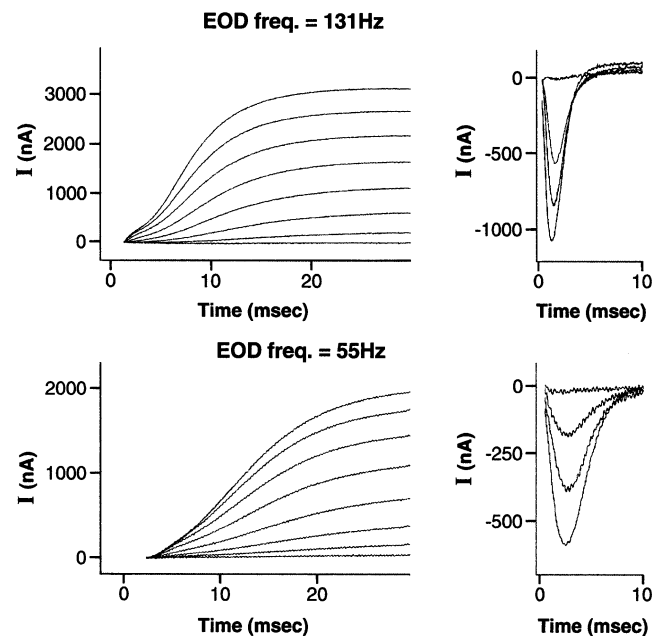 EOD freq. = 131Hz
3000
2000
1000
0
I (nA)
0 10 20
Time (msec)
0
-500
-1000
I (nA)
0 10
Time (msec)
EOD freq. = 55Hz
2000
1000
0
I (nA)
0 20
Time (msec)
0
-250
-500
I (nA)
0 10
Time (msec)